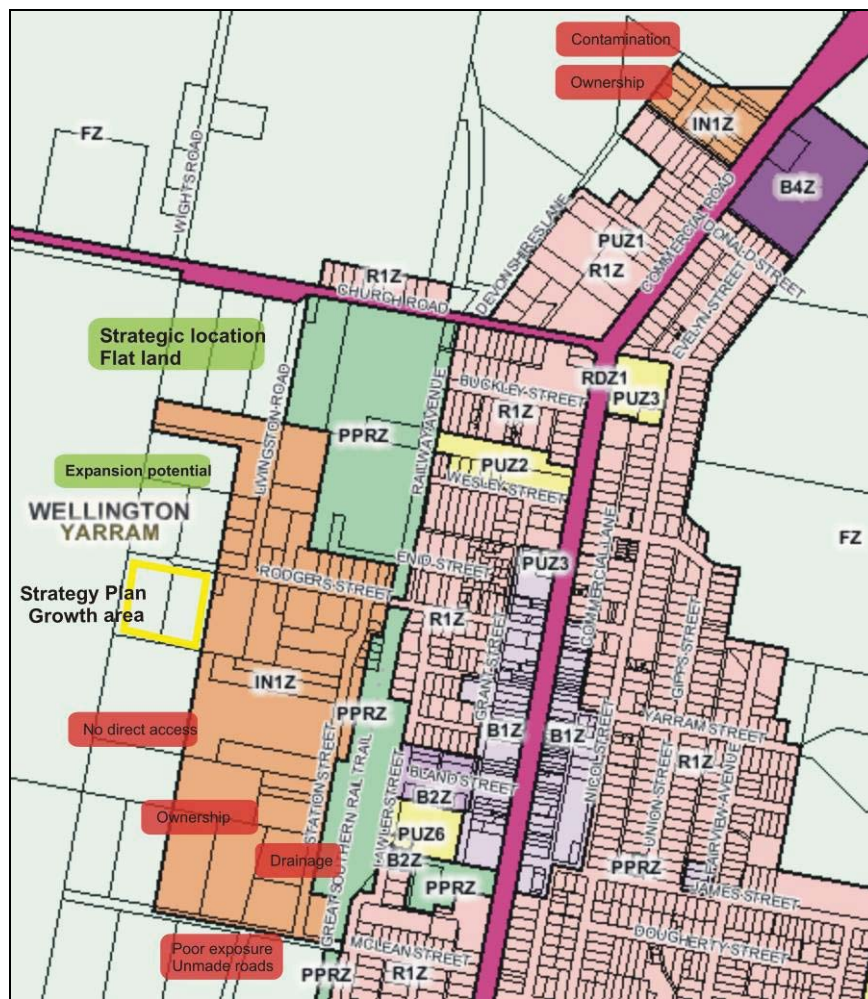 Contamination
Ownership
IN1Z
FZ
B4Z
WIGHTS ROAD
DEVONSHIRES LANE
COMMERCIAL ROAD
DONALD STREET
PUZ1
R1Z
EVELYN STREET
R1Z
CHURCH ROAD
Strategic location
Flat land
RDZ1
PUZ3
BUCKLEY STREET
R1Z
LIVINGSTON ROAD
PPRZ
RAILWAY AVENUE
PUZ2
WESLEY STREET
Expansion potential
WELLINGTON
YARRAM
FZ
ENID STREET
PUZ3
COMMERCIAL LANE
RODGERS STREET
Strategy Plan
Growth area
R1Z
GIPPS STREET
GRANT STREET
IN1Z
PPRZ
No direct access
B1Z
B1Z
YARRAM STREET
NICOL STREET
R1Z
STATION STREET
GREAT SOUTHERN RAIL TRAIL
LAWLER STREET
BLAND STREET
B2Z
UNION STREET
FAIRVIEW AVENUE
Ownership
PUZ6
Drainage
B2Z
PPRZ
PPRZ
JAMES STREET
DOUGHERTY STREET
Poor exposure
Unmade roads
MCLEAN STREET
PPRZ
R1Z